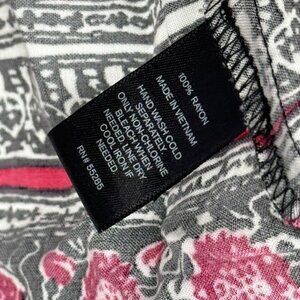 100% RAYON
MADE IN VIETNAM
HAND WASH COLD
SEPARATELY
ONLY NON-CHLORINE
BLEACH WHEN
NEEDED LINE DRY
COOL IRON IF
NEEDED
RN# 55285